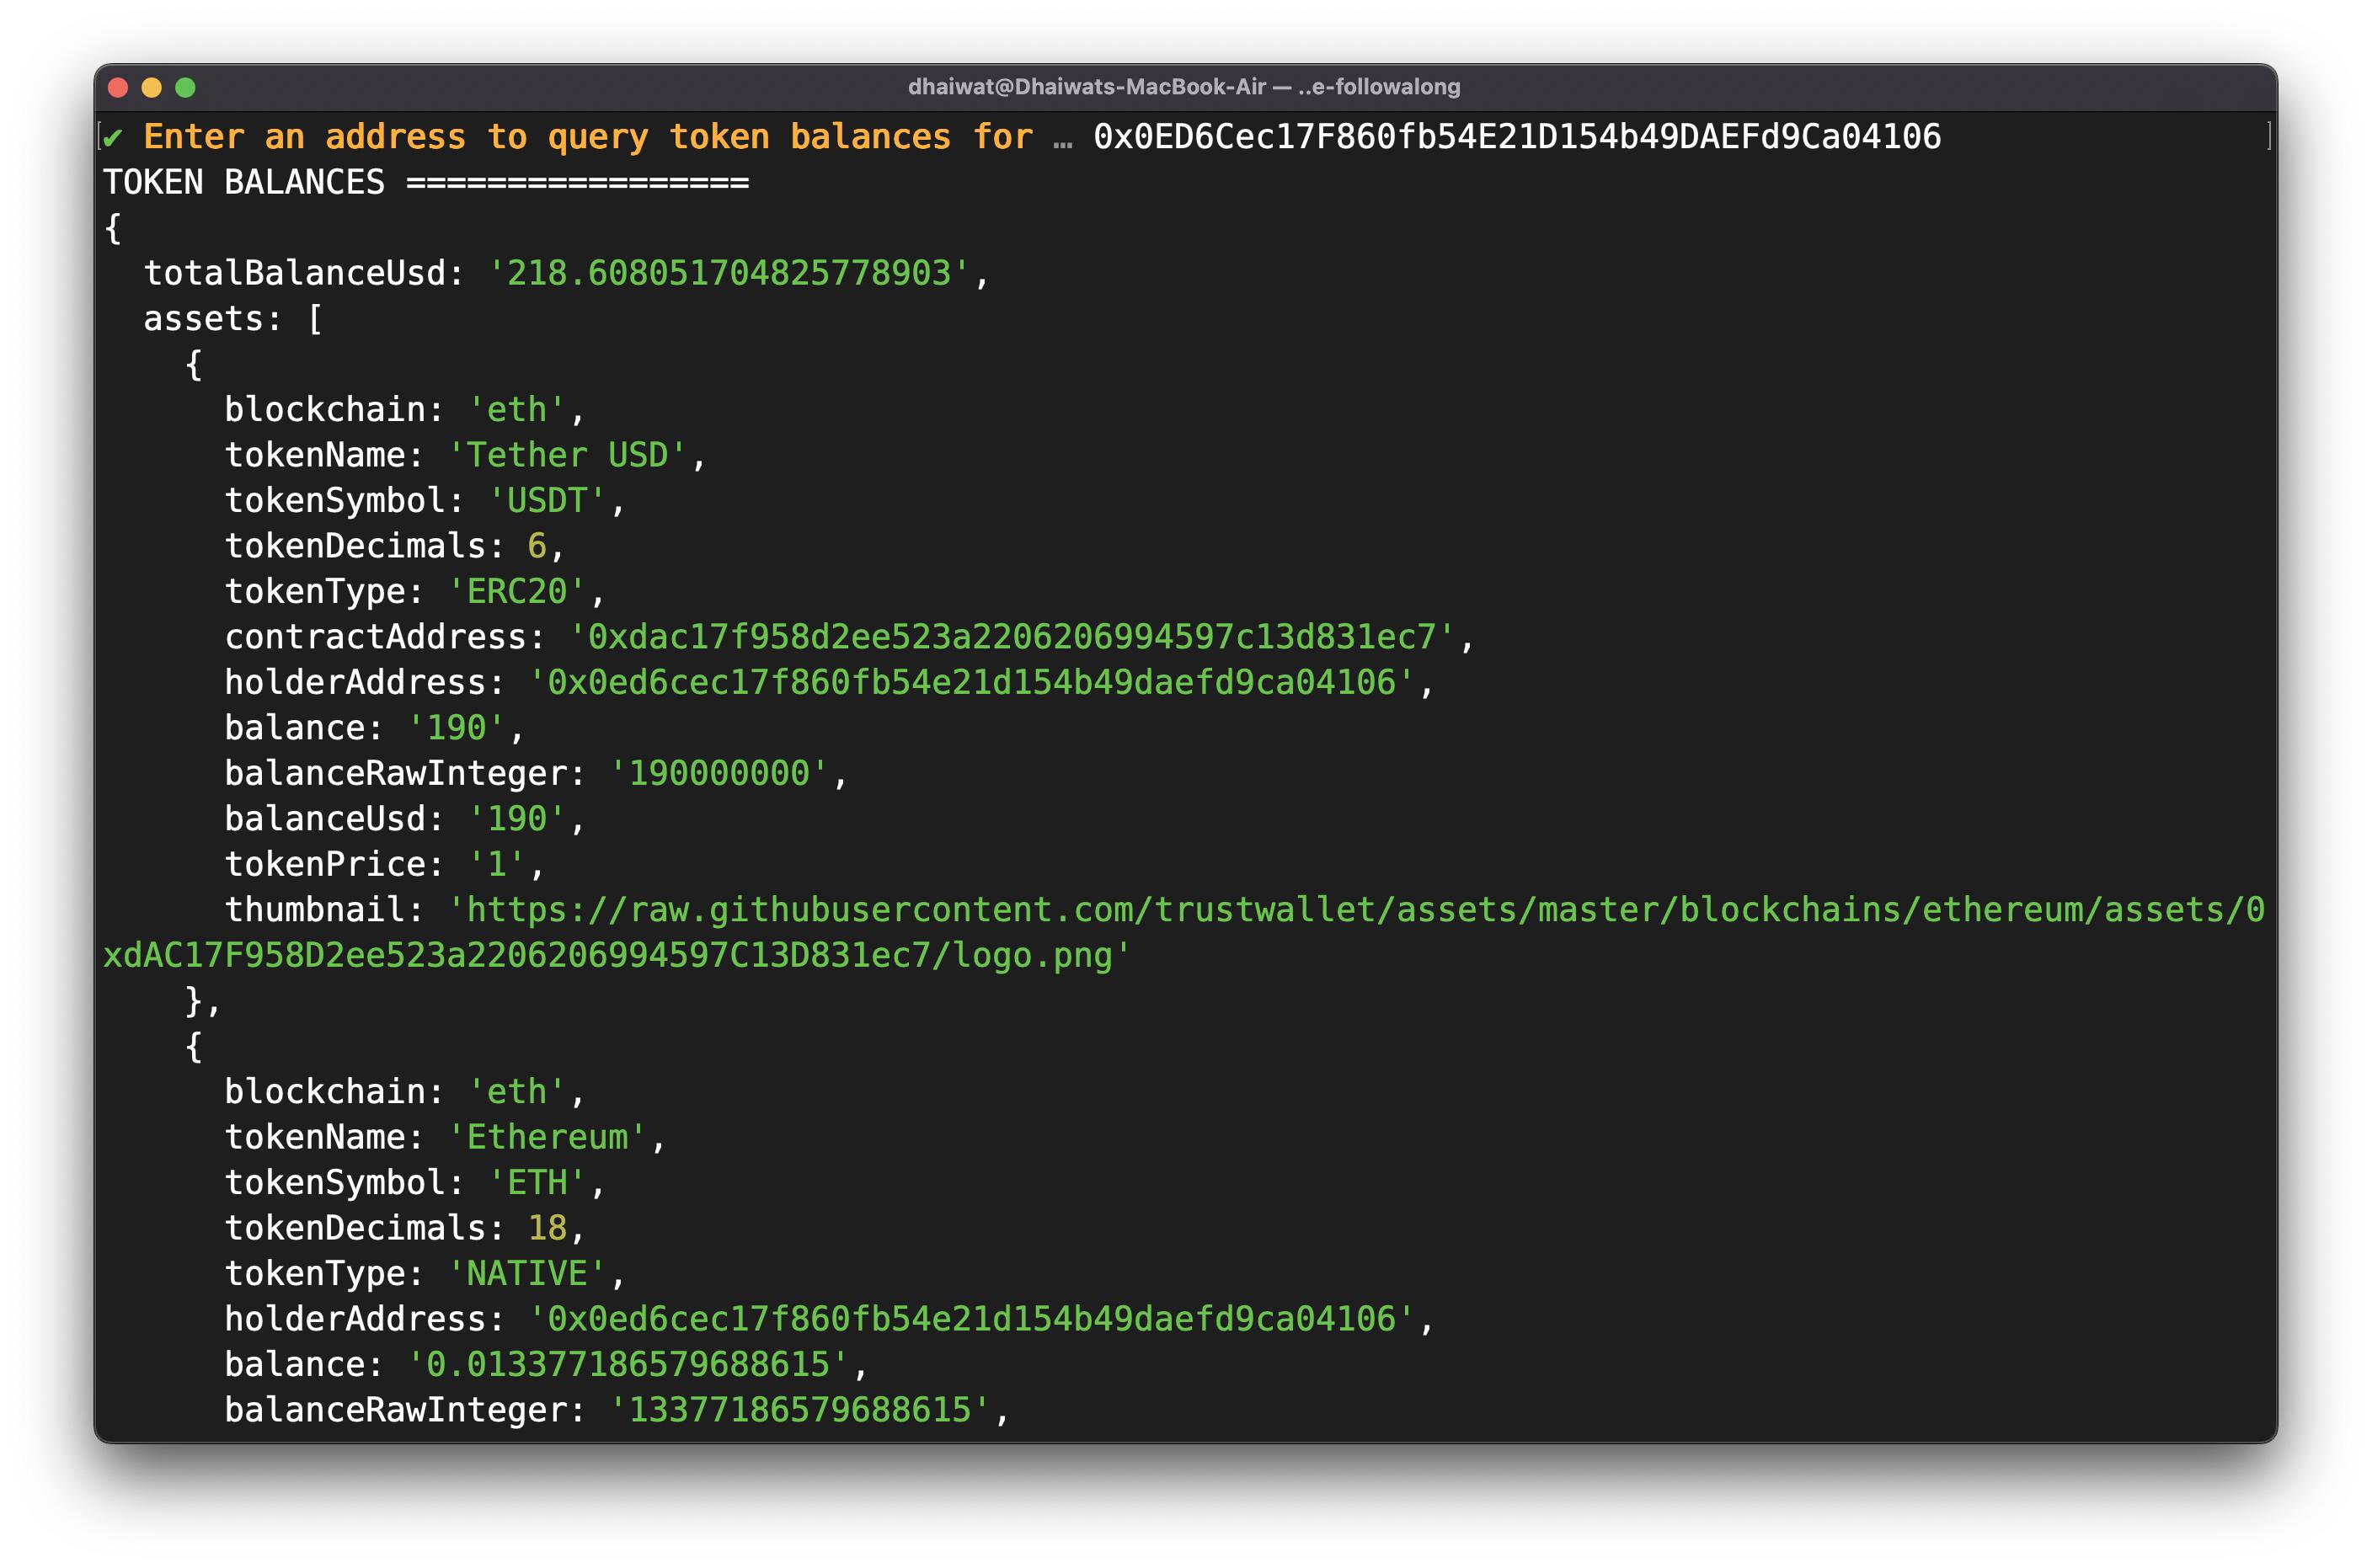 dhaiwat@Dhaiwats-MacBook-Air — ..e-followalong
[✔ Enter an address to query token balances for … 0x0ED6Cec17F860fb54E21D154b49DAEFd9Ca04106 ]
TOKEN BALANCES =================
{
  totalBalanceUsd: '218.608051704825778903',
  assets: [
    {
      blockchain: 'eth',
      tokenName: 'Tether USD',
      tokenSymbol: 'USDT',
      tokenDecimals: 6,
      tokenType: 'ERC20',
      contractAddress: '0xdac17f958d2ee523a2206206994597c13d831ec7',
      holderAddress: '0x0ed6cec17f860fb54e21d154b49daefd9ca04106',
      balance: '190',
      balanceRawInteger: '190000000',
      balanceUsd: '190',
      tokenPrice: '1',
      thumbnail: 'https://raw.githubusercontent.com/trustwallet/assets/master/blockchains/ethereum/assets/0
xdAC17F958D2ee523a2206206994597C13D831ec7/logo.png'
    },
    {
      blockchain: 'eth',
      tokenName: 'Ethereum',
      tokenSymbol: 'ETH',
      tokenDecimals: 18,
      tokenType: 'NATIVE',
      holderAddress: '0x0ed6cec17f860fb54e21d154b49daefd9ca04106',
      balance: '0.013377186579688615',
      balanceRawInteger: '13377186579688615',